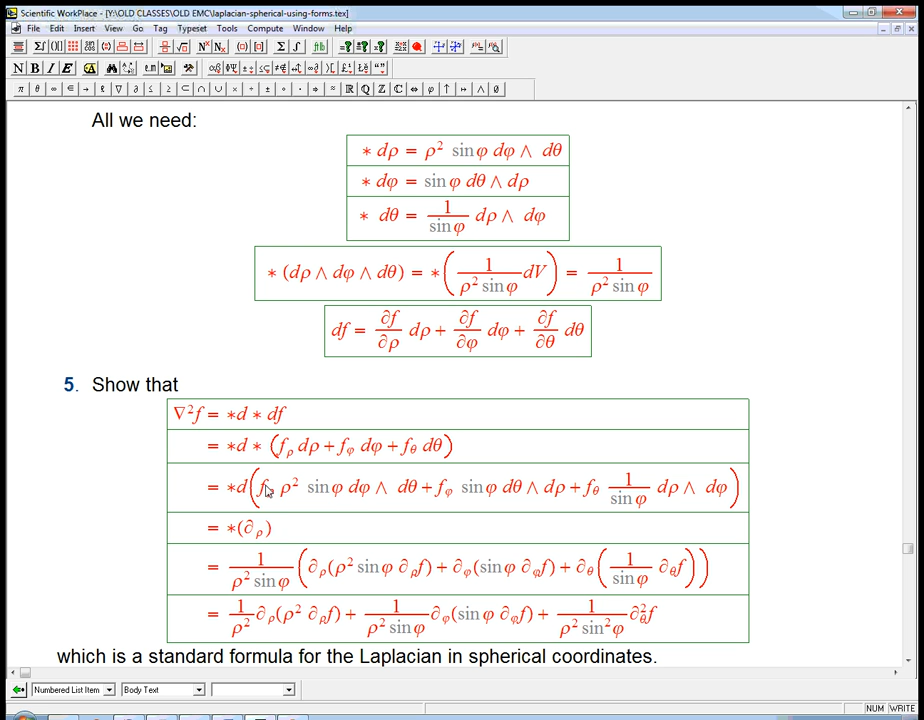 Scientific WorkPlace - [Y:\OLD CLASSES\OLD EMC\laplacian-spherical-using-forms.tex]
File Edit Insert View Go Tag Typeset Tools Compute Window Help
All we need:
* dρ = ρ² sin φ dφ ∧ dθ
* dφ = sin φ dθ ∧ dρ
* dθ = 1/(sin φ) dρ ∧ dφ
* (dρ ∧ dφ ∧ dθ) = *(1/(ρ² sin φ) dV) = 1/(ρ² sin φ)
df = ∂f/∂ρ dρ + ∂f/∂φ dφ + ∂f/∂θ dθ
5. Show that
∇²f = *d * df
= *d * (f_ρ dρ + f_φ dφ + f_θ dθ)
= *d(f_ρ ρ² sin φ dφ ∧ dθ + f_φ sin φ dθ ∧ dρ + f_θ 1/(sin φ) dρ ∧ dφ)
= *(∂_ρ)
= 1/(ρ² sin φ) (∂_ρ(ρ² sin φ ∂_ρf) + ∂_φ(sin φ ∂_φf) + ∂_θ(1/(sin φ) ∂_θf))
= 1/ρ² ∂_ρ(ρ² ∂_ρf) + 1/(ρ² sin φ) ∂_φ(sin φ ∂_φf) + 1/(ρ² sin² φ) ∂²_θf
which is a standard formula for the Laplacian in spherical coordinates.
Numbered List Item Body Text
NUM WRITE